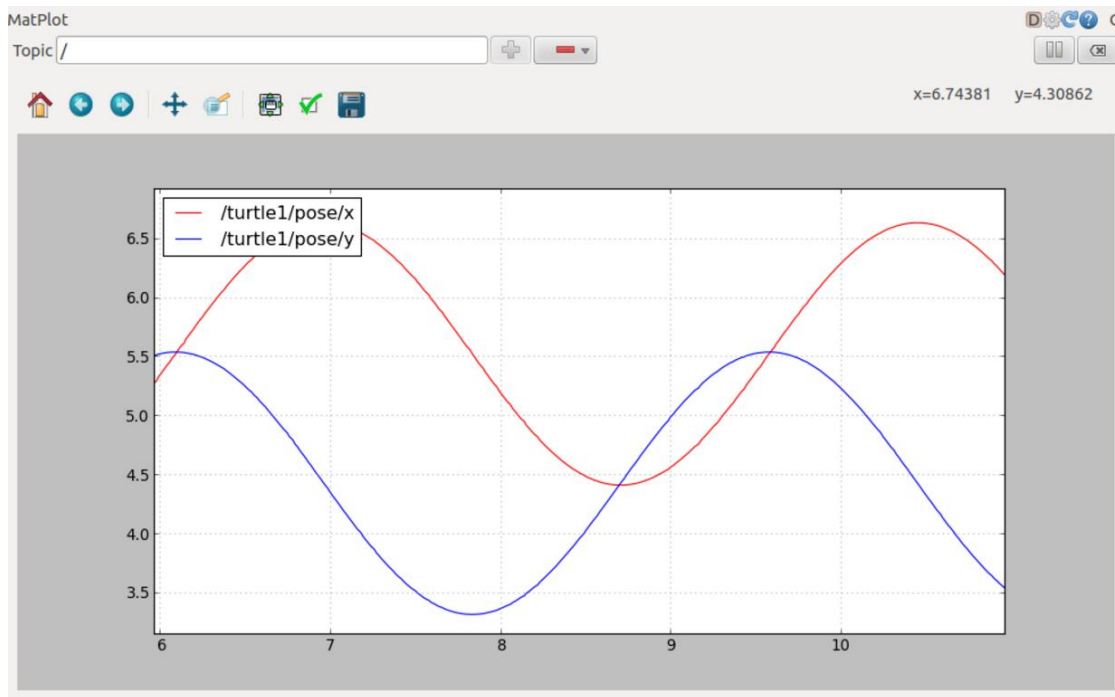 MatPlot
D
Topic /
x=6.74381 y=4.30862
/turtle1/pose/x
/turtle1/pose/y
6.5
6.0
5.5
5.0
4.5
4.0
3.5
6 7 8 9 10